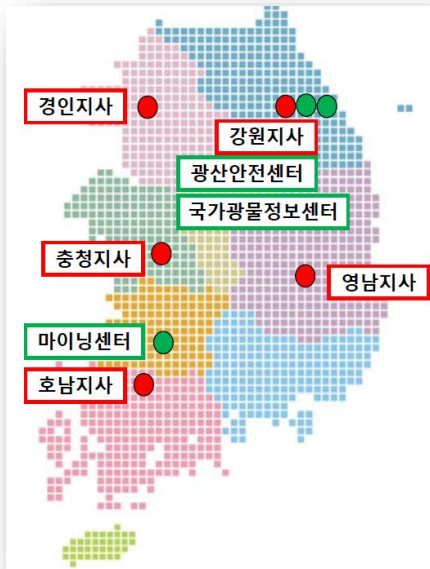 경인지사
강원지사
광산안전센터
국가광물정보센터
충청지사
영남지사
마이닝센터
호남지사